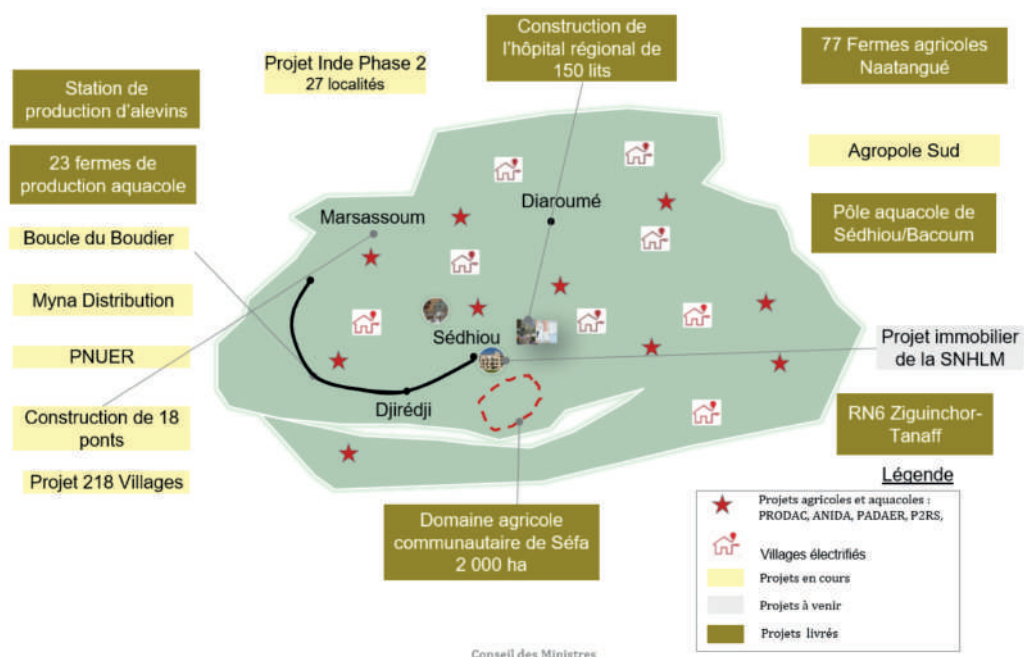 Construction de
l'hôpital régional de
150 lits
77 Fermes agricoles
Naatangué
Projet Inde Phase 2
27 localités
Station de
production d'alevins
23 fermes de
production aquacole
Agropole Sud
Marsassoum
Diaroumé
Pôle aquacole de
Sédhiou/Bacoum
Boucle du Boudier
Myna Distribution
PNUER
Sédhiou
Projet immobilier
de la SNHLM
Djirédji
Construction de 18
ponts
RN6 Ziguinchor-
Tanaff
Projet 218 Villages
Légende
Projets agricoles et aquacoles :
PRODAC, ANIDA, PADAER, P2RS,
Villages électrifiés
Projets en cours
Projets à venir
Projets livrés
Domaine agricole
communautaire de Séfa
2 000 ha
Conseil des Ministres